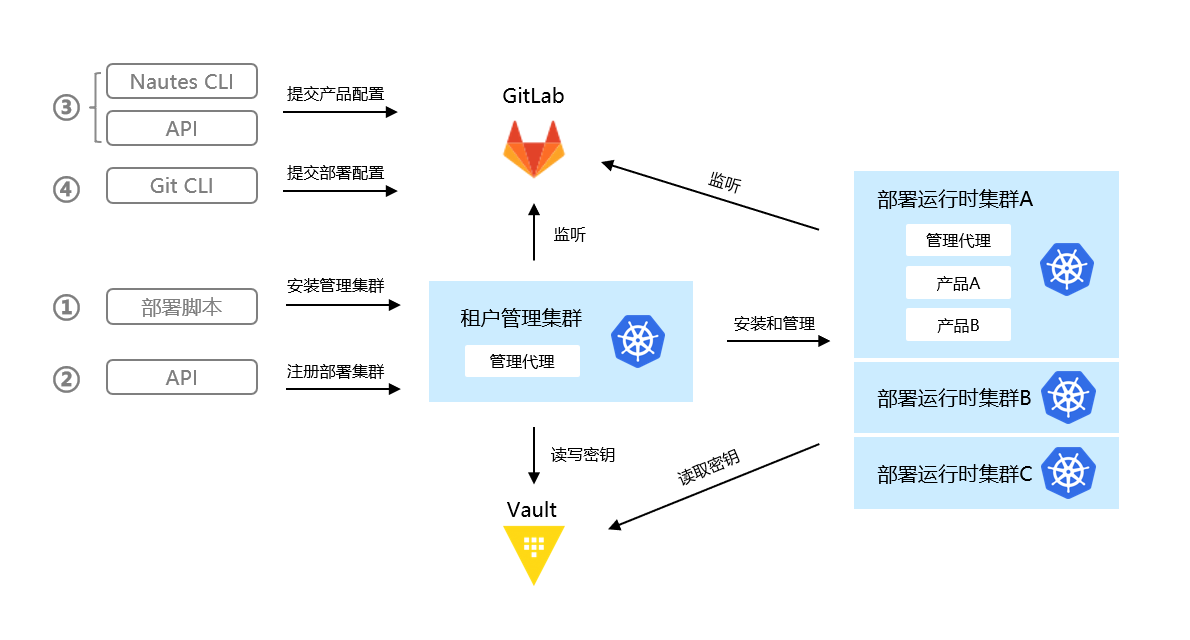 ③
Nautes CLI
API
提交产品配置
④
Git CLI
提交部署配置
①
部署脚本
安装管理集群
②
API
注册部署集群
GitLab
监听
租户管理集群
管理代理
读写密钥
Vault
监听
安装和管理
读取密钥
部署运行时集群A
管理代理
产品A
产品B
部署运行时集群B
部署运行时集群C